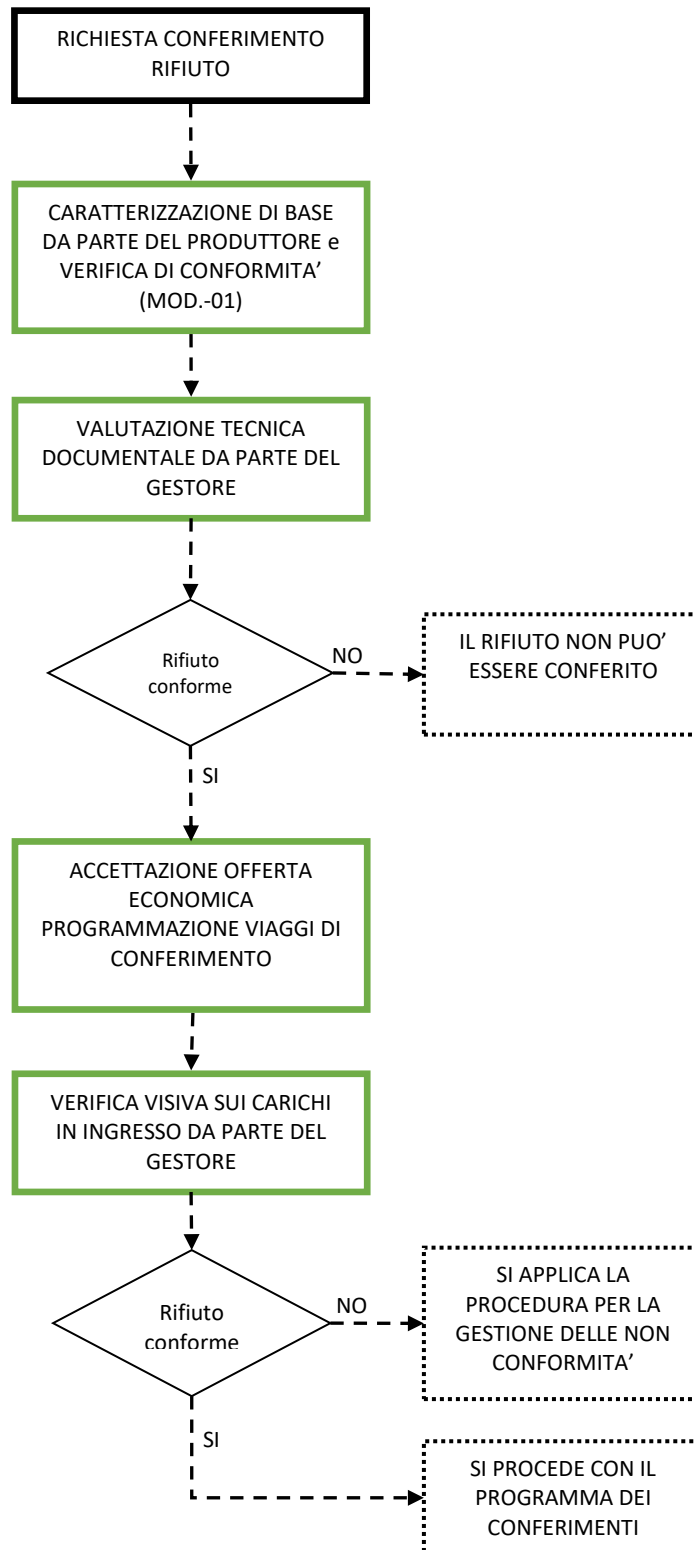 RICHIESTA CONFERIMENTO
RIFIUTO
CARATTERIZZAZIONE DI BASE
DA PARTE DEL PRODUTTORE e
VERIFICA DI CONFORMITA’
(MOD.-01)
VALUTAZIONE TECNICA
DOCUMENTALE DA PARTE DEL
GESTORE
Rifiuto
conforme
NO
IL RIFIUTO NON PUO’
ESSERE CONFERITO
SI
ACCETTAZIONE OFFERTA
ECONOMICA
PROGRAMMAZIONE VIAGGI DI
CONFERIMENTO
VERIFICA VISIVA SUI CARICHI
IN INGRESSO DA PARTE DEL
GESTORE
Rifiuto
conforme
NO
SI APPLICA LA
PROCEDURA PER LA
GESTIONE DELLE NON
CONFORMITA’
SI
SI PROCEDE CON IL
PROGRAMMA DEI
CONFERIMENTI